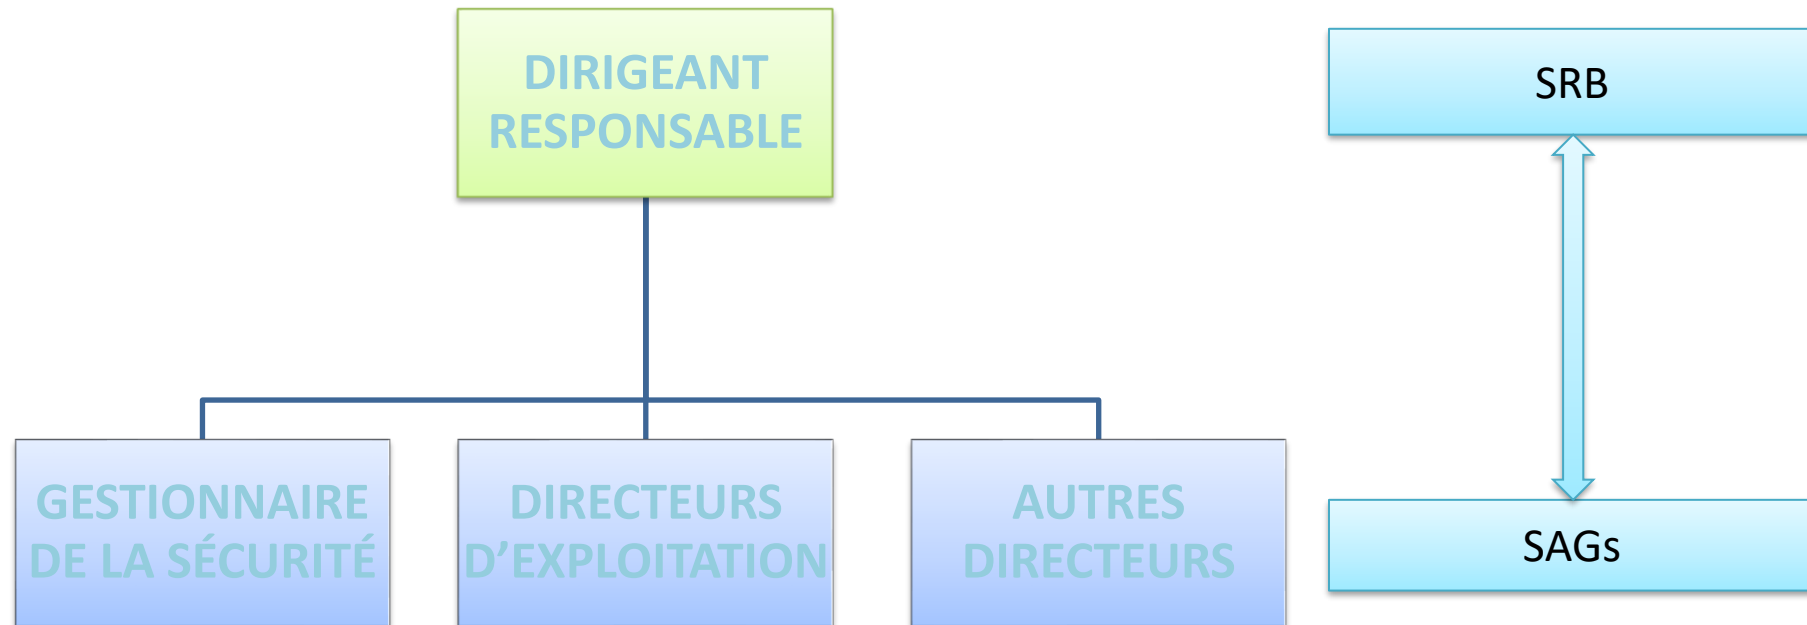 DIRIGEANT
RESPONSABLE
SRB
GESTIONNAIRE
DE LA SÉCURITÉ
DIRECTEURS
D’EXPLOITATION
AUTRES
DIRECTEURS
SAGs